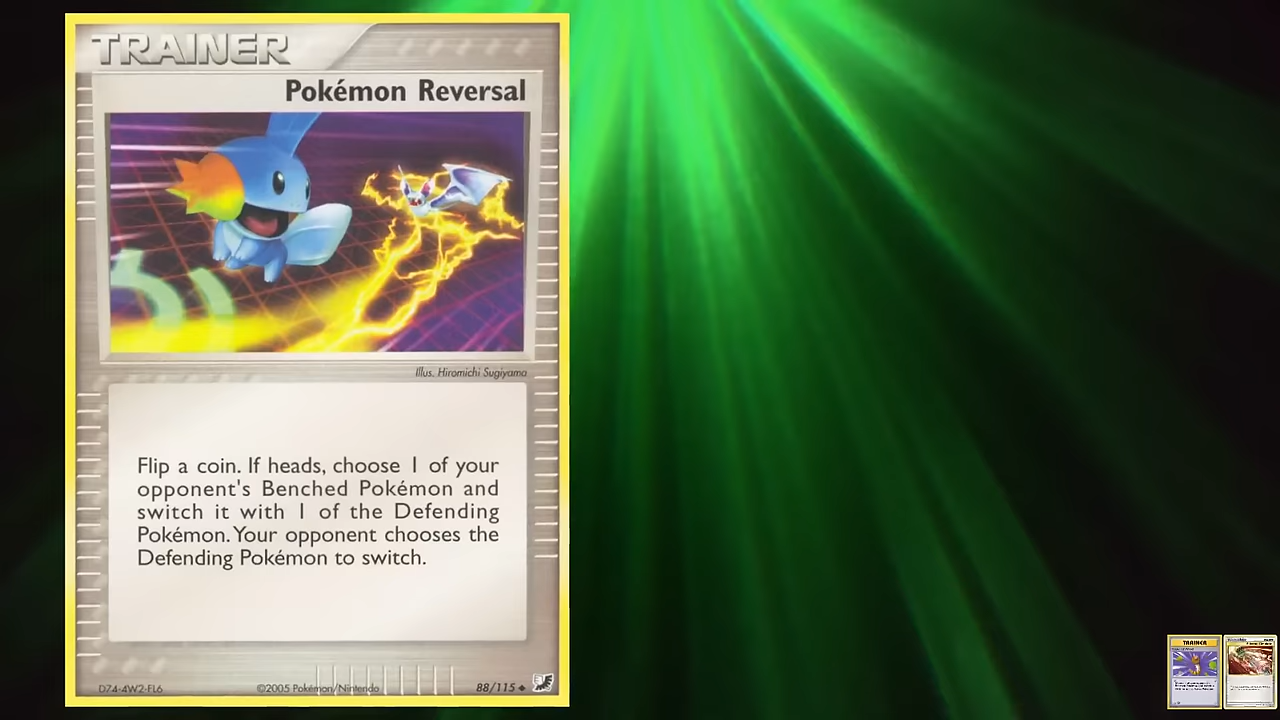 TRAINER
Pokémon Reversal
Illus. Hiromichi Sugiyama
Flip a coin. If heads, choose 1 of your
opponent's Benched Pokémon and
switch it with 1 of the Defending
Pokémon. Your opponent chooses the
Defending Pokémon to switch.
D74-4W2-FL6
©2005 Pokémon/Nintendo
88/115
TRAINER